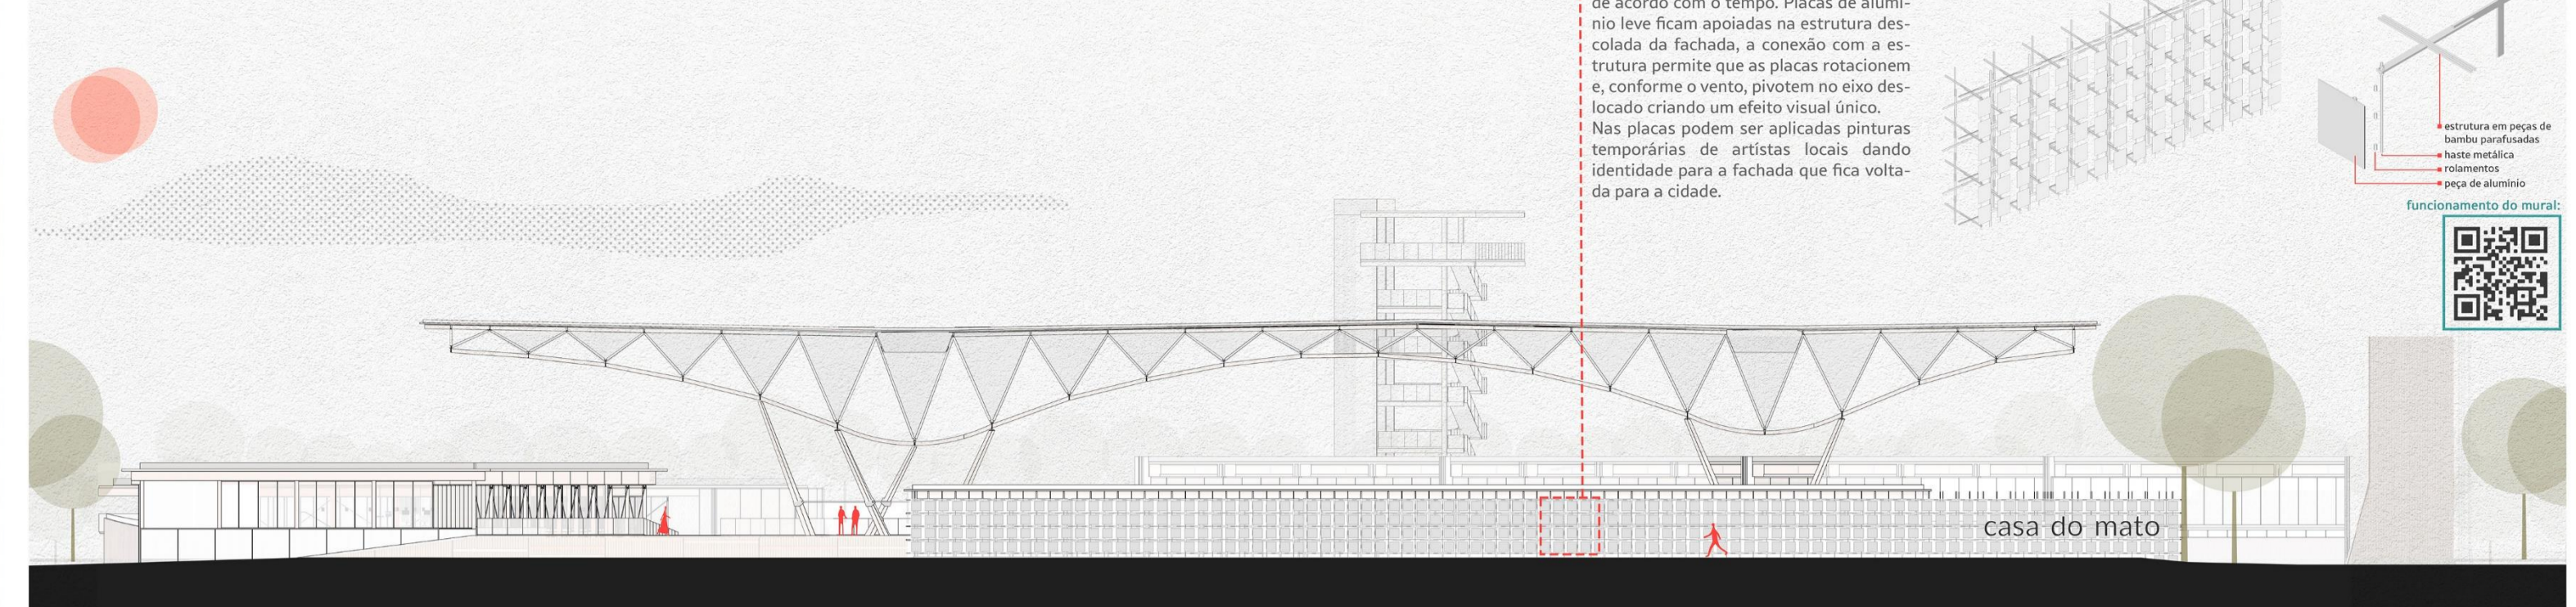 de acordo com o tempo. Placas de alumí-
nio leve ficam apoiadas na estrutura des-
colada da fachada, a conexão com a es-
trutura permite que as placas rotacionem
e, conforme o vento, pivotem no eixo des-
locado criando um efeito visual único.
Nas placas podem ser aplicadas pinturas
temporárias de artístas locais dando
identidade para a fachada que fica volta-
da para a cidade.
estrutura em peças de
bambu parafusadas
haste metálica
rolamentos
peça de alumínio
funcionamento do mural:
casa do mato